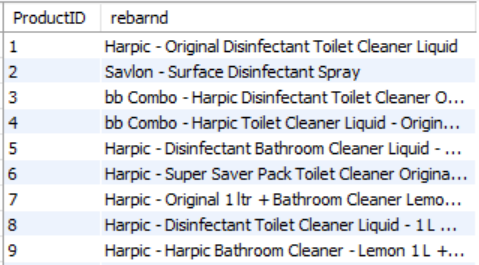 ProductID rebarnd
1 Harpic - Original Disinfectant Toilet Cleaner Liquid
2 Savlon - Surface Disinfectant Spray
3 bb Combo - Harpic Disinfectant Toilet Cleaner O...
4 bb Combo - Harpic Toilet Cleaner Liquid - Origin...
5 Harpic - Disinfectant Bathroom Cleaner Liquid - ...
6 Harpic - Super Saver Pack Toilet Cleaner Origina...
7 Harpic - Original 1 ltr + Bathroom Cleaner Lemo...
8 Harpic - Disinfectant Toilet Cleaner Liquid - 1 L ...
9 Harpic - Harpic Bathroom Cleaner - Lemon 1 L +...